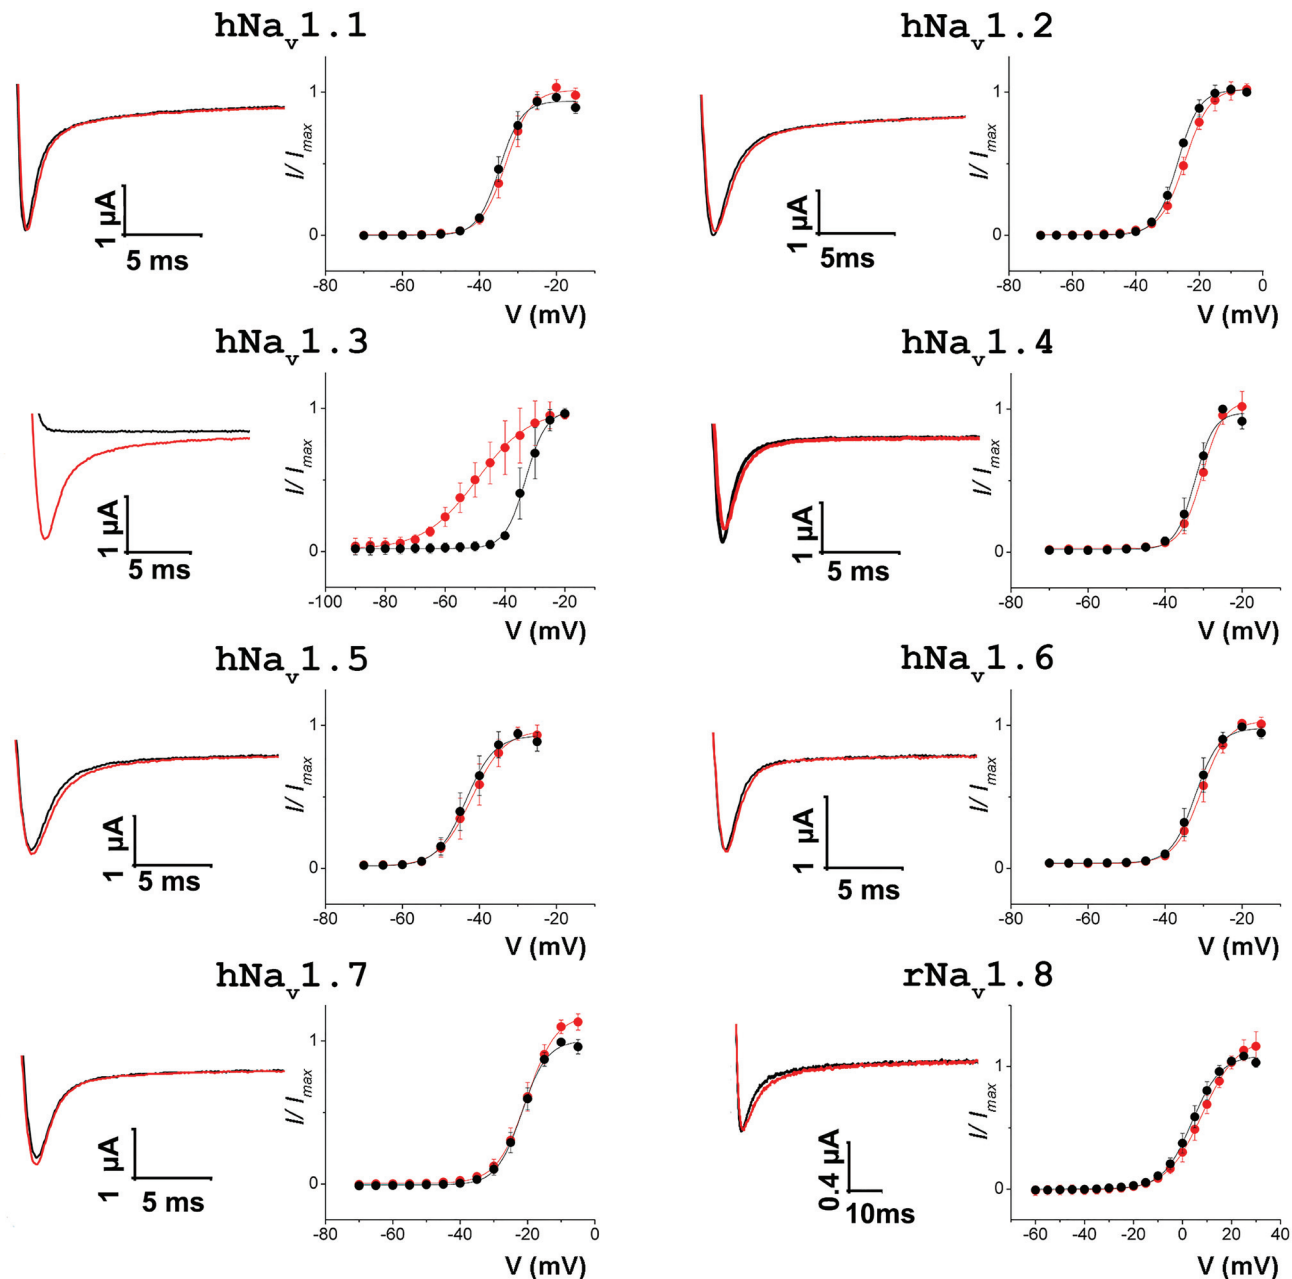 hNav1.1
I/ Imax
1
0
1 µA
5 ms
-80 -60 -40 -20
V (mV)
hNav1.2
I/ Imax
1
0
1 µA
5ms
-80 -60 -40 -20 0
V (mV)
hNav1.3
I/ Imax
1
0
1 µA
5 ms
-100 -80 -60 -40 -20
V (mV)
hNav1.4
I/ Imax
1
0
1 µA
5 ms
-80 -60 -40 -20
V (mV)
hNav1.5
I/ Imax
1
0
1 µA
5 ms
-80 -60 -40 -20
V (mV)
hNav1.6
I/ Imax
1
0
1 µA
5 ms
-80 -60 -40 -20
V (mV)
hNav1.7
I/ Imax
1
0
1 µA
5 ms
-80 -60 -40 -20 0
V (mV)
rNav1.8
I/ Imax
1
0
0.4 µA
10ms
-60 -40 -20 0 20 40
V (mV)